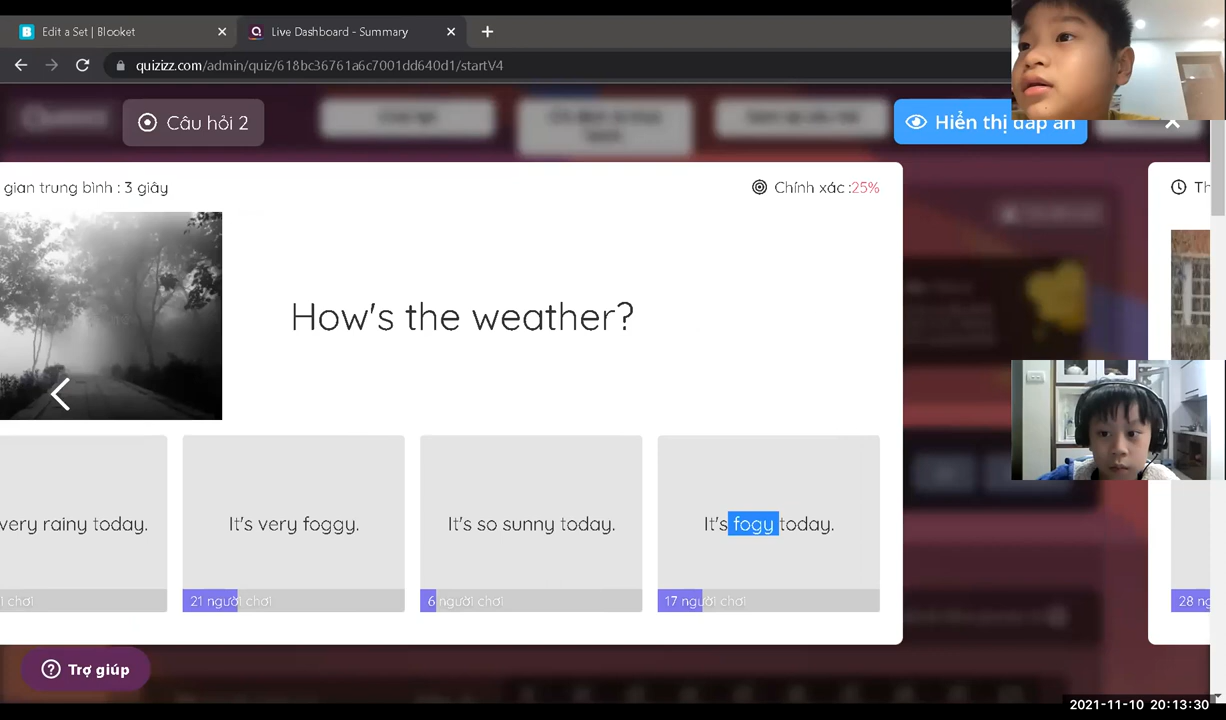 Edit a Set | Blooket
Live Dashboard - Summary
quizizz.com/admin/quiz/618bc36761a6c7001dd640d1/startV4
Câu hỏi 2
Hiển thị đáp án
gian trung bình : 3 giây
Chính xác :25%
Th
How's the weather?
very rainy today.
It's very foggy.
It's so sunny today.
It's fogy today.
i chơi
21 người chơi
6 người chơi
17 người chơi
28 ng
Trợ giúp
2021-11-10 20:13:30